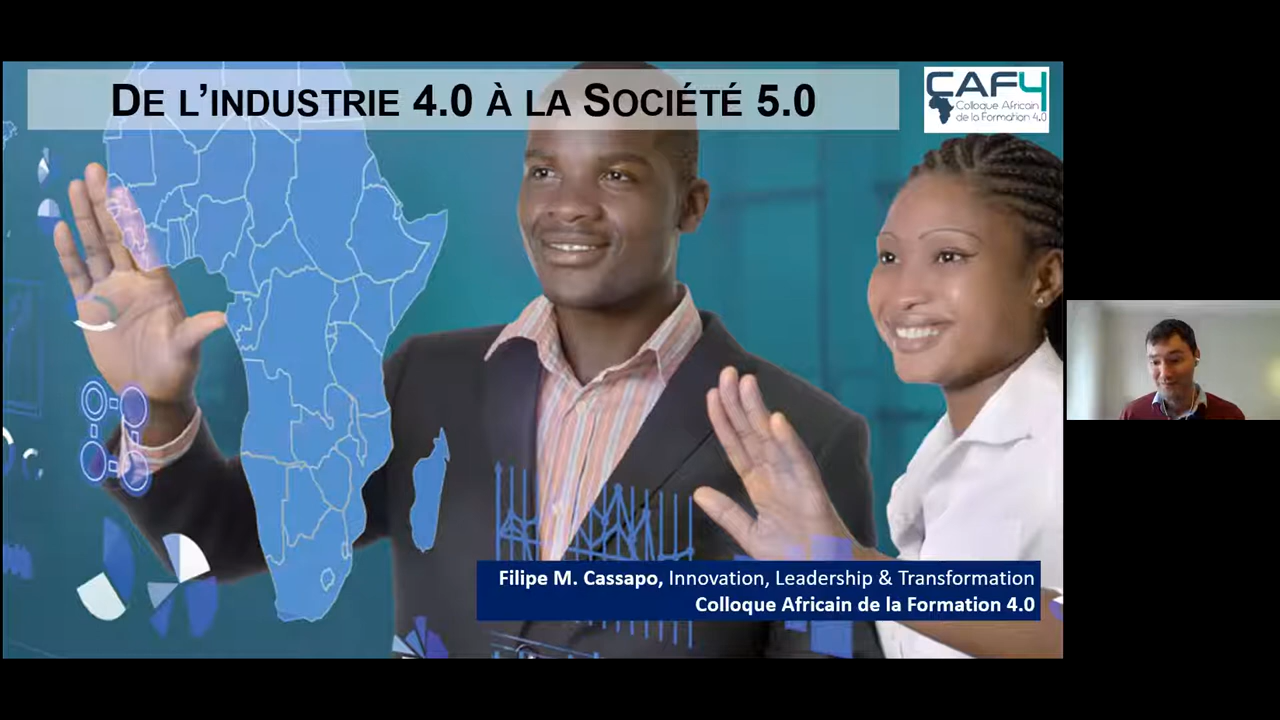 DE L'INDUSTRIE 4.0 À LA SOCIÉTÉ 5.0
CAF4
Colloque Africain
de la Formation 4.0
Filipe M. Cassapo, Innovation, Leadership & Transformation
Colloque Africain de la Formation 4.0